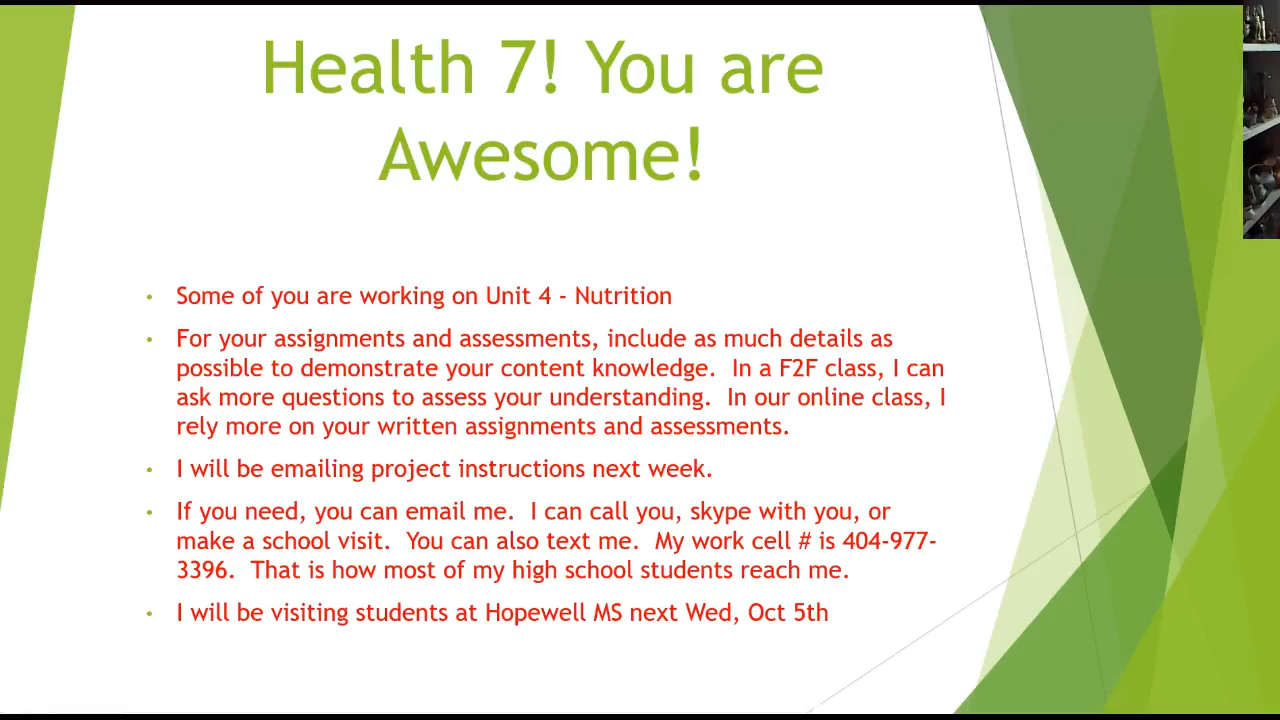 Health 7! You are
Awesome!
• Some of you are working on Unit 4 - Nutrition
• For your assignments and assessments, include as much details as
possible to demonstrate your content knowledge.  In a F2F class, I can
ask more questions to assess your understanding.  In our online class, I
rely more on your written assignments and assessments.
• I will be emailing project instructions next week.
• If you need, you can email me.  I can call you, skype with you, or
make a school visit.  You can also text me.  My work cell # is 404-977-
3396.  That is how most of my high school students reach me.
• I will be visiting students at Hopewell MS next Wed, Oct 5th